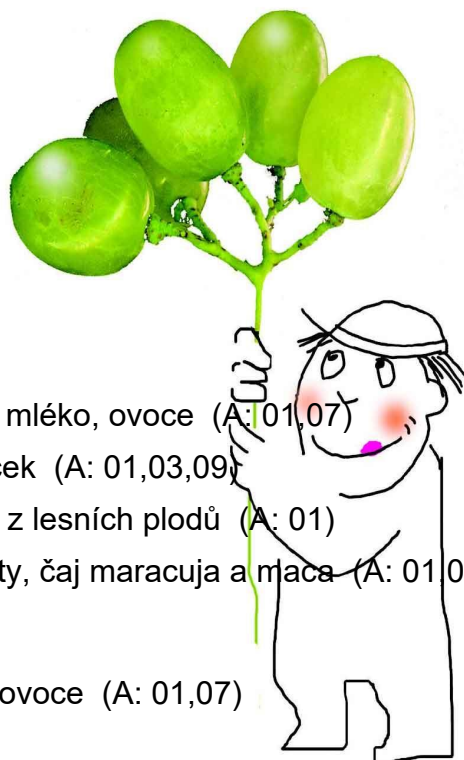 mléko, ovoce (A: 01,07)
ček (A: 01,03,09)
z lesních plodů (A: 01)
ty, čaj maracuja a maca (A: 01,0
ovoce (A: 01,07)